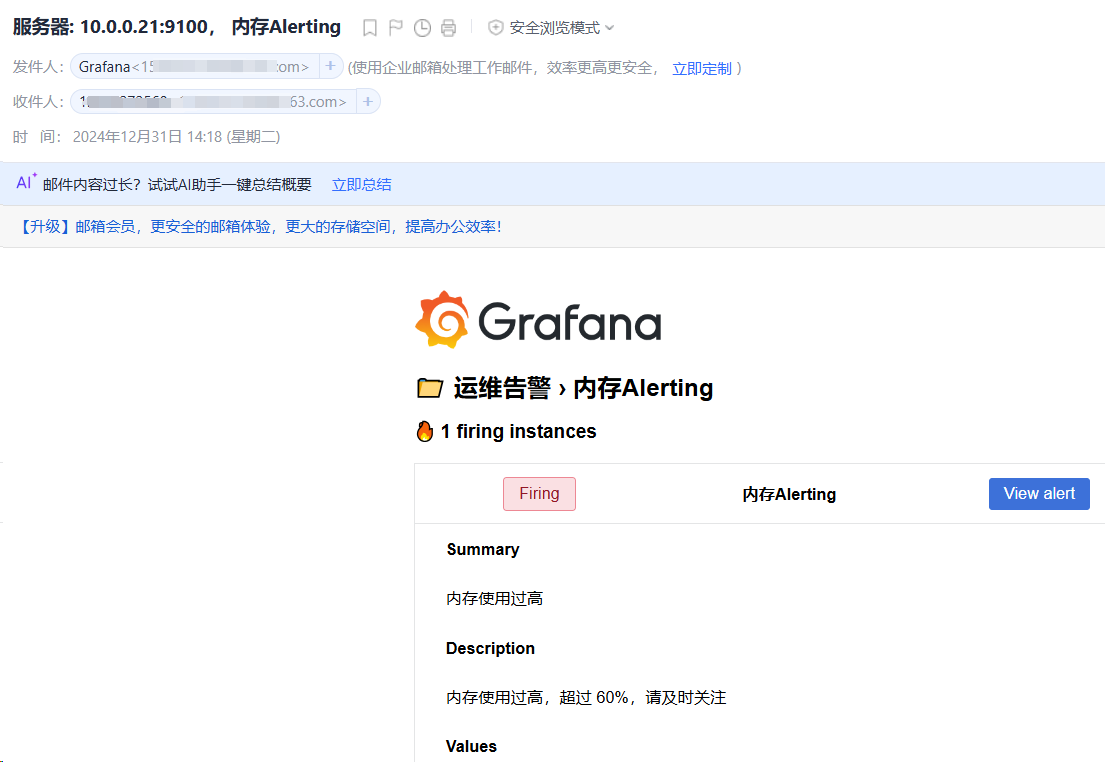 服务器: 10.0.0.21:9100， 内存Alerting
安全浏览模式
发件人： Grafana<15 com> + (使用企业邮箱处理工作邮件，效率更高更安全， 立即定制 )
收件人： 63.com> +
时 间： 2024年12月31日 14:18 (星期二)
AI 邮件内容过长？试试AI助手一键总结概要 立即总结
【升级】邮箱会员，更安全的邮箱体验，更大的存储空间，提高办公效率！
Grafana
运维告警 › 内存Alerting
1 firing instances
Firing 内存Alerting View alert
Summary
内存使用过高
Description
内存使用过高，超过 60%，请及时关注
Values